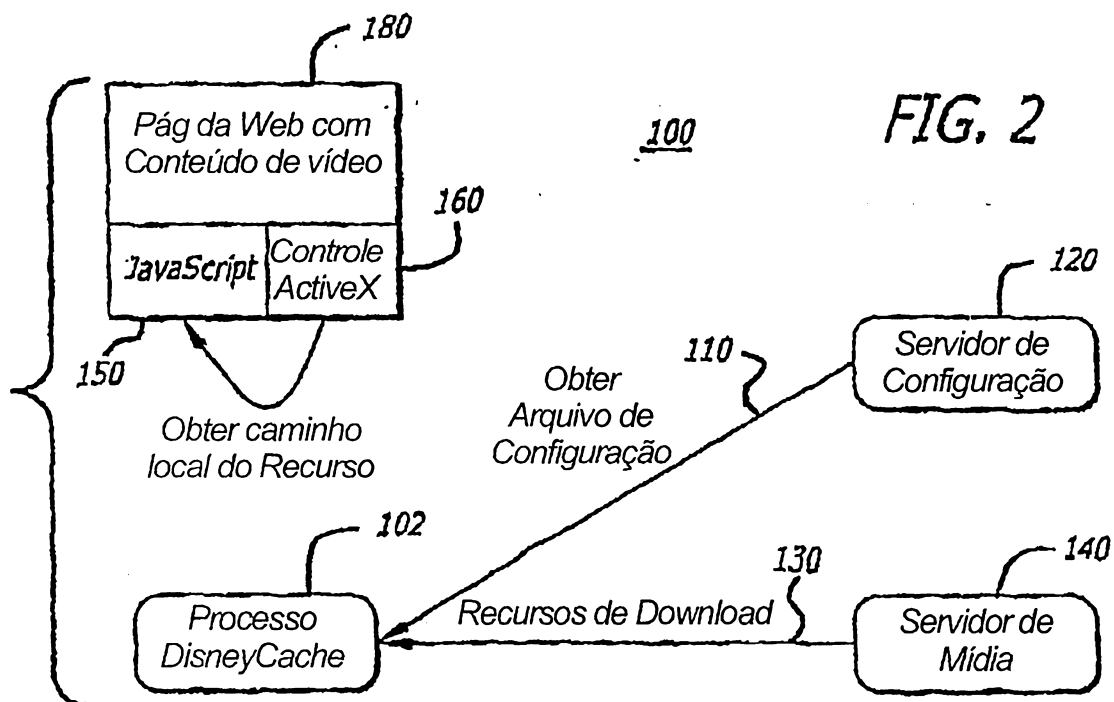 180
Pág da Web com
Conteúdo de vídeo
FIG. 2
100
160
JavaScript
Controle
ActiveX
120
150
110
Servidor de
Configuração
Obter caminho
local do Recurso
Obter
Arquivo de
Configuração
102
130
140
Processo
DisneyCache
Recursos de Download
Servidor de
Mídia